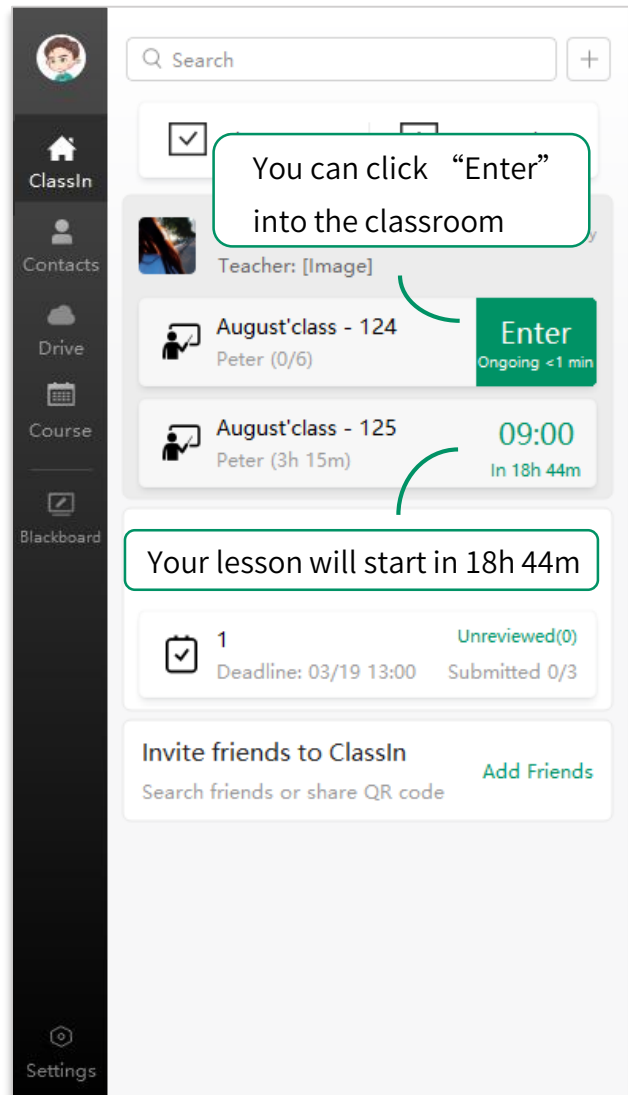 Search
ClassIn
Contacts
Drive
Course
Blackboard
Settings
You can click “Enter”
into the classroom
Teacher: [Image]
August'class - 124
Peter (0/6)
Enter
Ongoing <1 min
August'class - 125
Peter (3h 15m)
09:00
In 18h 44m
Your lesson will start in 18h 44m
1
Unreviewed(0)
Deadline: 03/19 13:00
Submitted 0/3
Invite friends to ClassIn
Search friends or share QR code
Add Friends